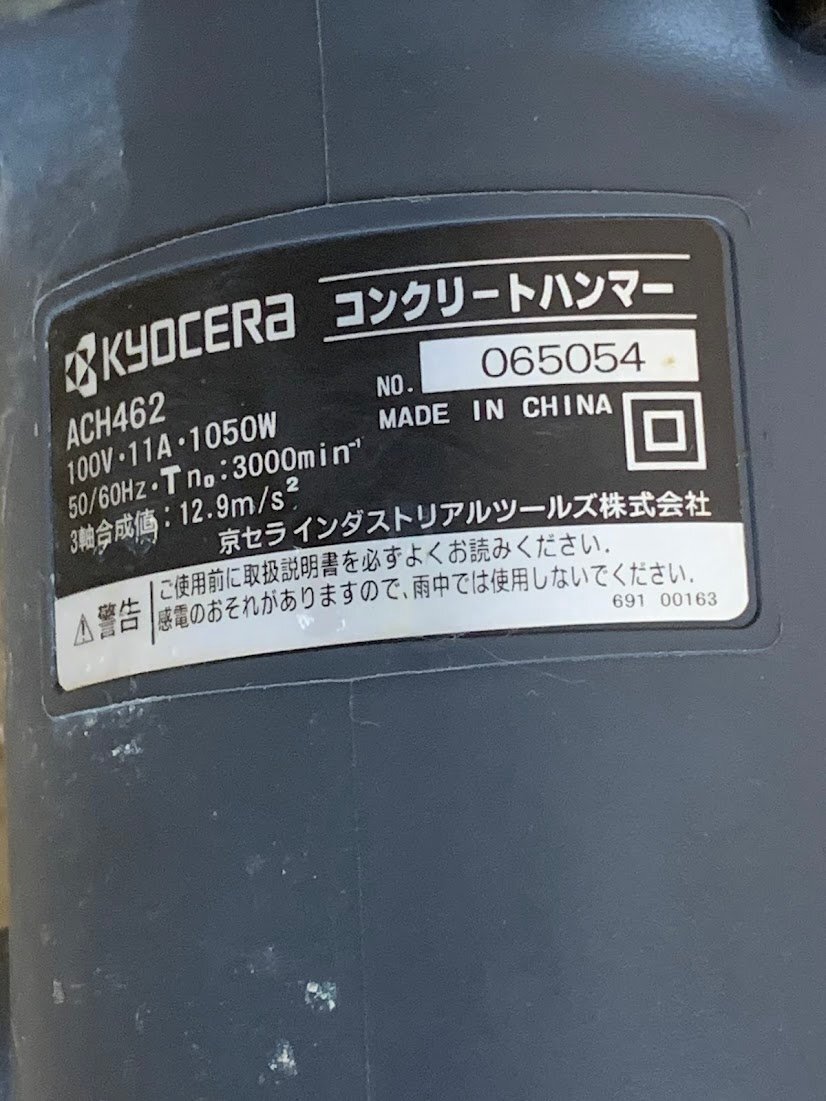 KYOCERA
コンクリートハンマー
NO. 065054
ACH462
MADE IN CHINA
100V・11A・1050W
50/60Hz・T n₀:3000min⁻¹
3軸合成値:12.9m/s²
京セラインダストリアルツールズ株式会社
警告
ご使用前に取扱説明書を必ずよくお読みください.
感電のおそれがありますので、雨中では使用しないでください.
691 00163